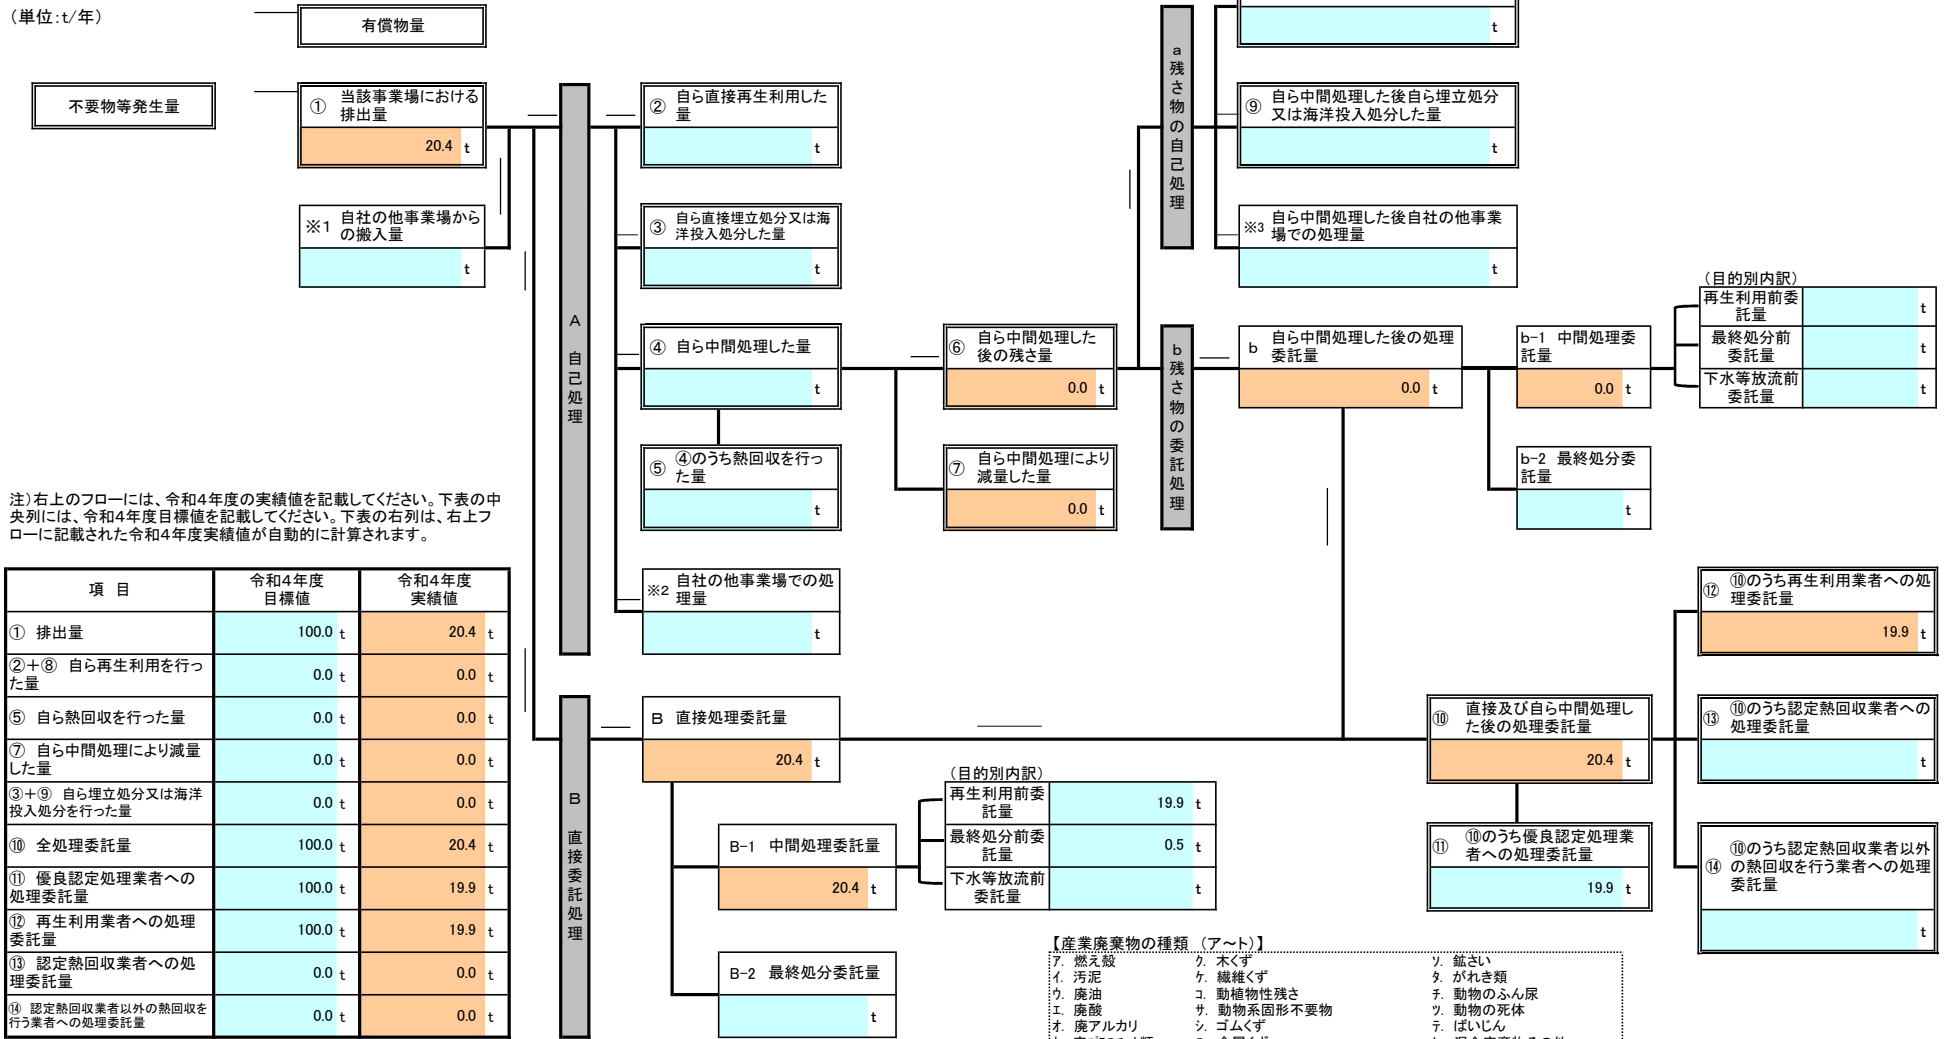 (単位:t/年)
有償物量
t
不要物等発生量
① 当該事業場における
排出量
20.4 t
※1 自社の他事業場から
の搬入量
t
A
自己処理
② 自ら直接再生利用した
量
t
③ 自ら直接埋立処分又は海
洋投入処分した量
t
④ 自ら中間処理した量
t
⑤ ④のうち熱回収を行っ
た量
t
※2 自社の他事業場での処
理量
t
⑥ 自ら中間処理した
後の残さ量
0.0 t
⑦ 自ら中間処理により
減量した量
0.0 t
a残さ物の自己処理
⑨ 自ら中間処理した後自ら埋立処分
又は海洋投入処分した量
t
※3 自ら中間処理した後自社の他事業
場での処理量
t
b残さ物の委託処理
b 自ら中間処理した後の処理
委託量
0.0 t
b-1 中間処理委
託量
0.0 t
b-2 最終処分委
託量
t
(目的別内訳)
再生利用前委
託量
t
最終処分前
委託量
t
下水等放流前
委託量
t
注)右上のフローには、令和4年度の実績値を記載してください。下表の中
央列には、令和4年度目標値を記載してください。下表の右列は、右上フ
ローに記載された令和4年度実績値が自動的に計算されます。
項 目
令和4年度
目標値
令和4年度
実績値
① 排出量 100.0 t 20.4 t
②+⑧ 自ら再生利用を行っ
た量 0.0 t 0.0 t
⑤ 自ら熱回収を行った量 0.0 t 0.0 t
⑦ 自ら中間処理により減量
した量 0.0 t 0.0 t
③+⑨ 自ら埋立処分又は海洋
投入処分を行った量 0.0 t 0.0 t
⑩ 全処理委託量 100.0 t 20.4 t
⑪ 優良認定処理業者への
処理委託量 100.0 t 19.9 t
⑫ 再生利用業者への処理
委託量 100.0 t 19.9 t
⑬ 認定熱回収業者への処
理委託量 0.0 t 0.0 t
⑭ 認定熱回収業者以外の熱回収を
行う業者への処理委託量 0.0 t 0.0 t
B
直接委託処理
B 直接処理委託量
20.4 t
B-1 中間処理委託量
20.4 t
B-2 最終処分委託量
t
(目的別内訳)
再生利用前委
託量
19.9 t
最終処分前委
託量
0.5 t
下水等放流前
委託量
t
⑩ 直接及び自ら中間処理し
た後の処理委託量
20.4 t
⑪ ⑩のうち優良認定処理業
者への処理委託量
19.9 t
⑫ ⑩のうち再生利用業者への処
理委託量
19.9 t
⑬ ⑩のうち認定熱回収業者への
処理委託量
t
⑭ ⑩のうち認定熱回収業者以外
の熱回収を行う業者への処理
委託量
t
【産業廃棄物の種類 (ア~ト)】
ア. 燃え殻 ク. 木くず ソ. 鉱さい
イ. 汚泥 ケ. 繊維くず タ. がれき類
ウ. 廃油 コ. 動植物性残さ チ. 動物のふん尿
エ. 廃酸 サ. 動物系固形不要物 ツ. 動物の死体
オ. 廃アルカリ シ. ゴムくず テ. ばいじん